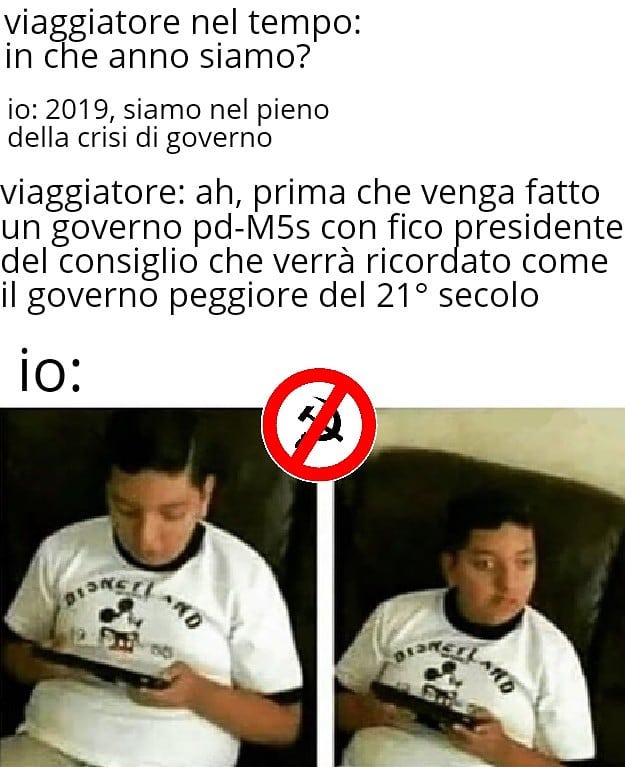 viaggiatore nel tempo:
in che anno siamo?
io: 2019, siamo nel pieno
della crisi di governo
viaggiatore: ah, prima che venga fatto
un governo pd-M5s con fico presidente
del consiglio che verrà ricordato come
il governo peggiore del 21° secolo
io:
DISNEYLAND
DISNEYLAND